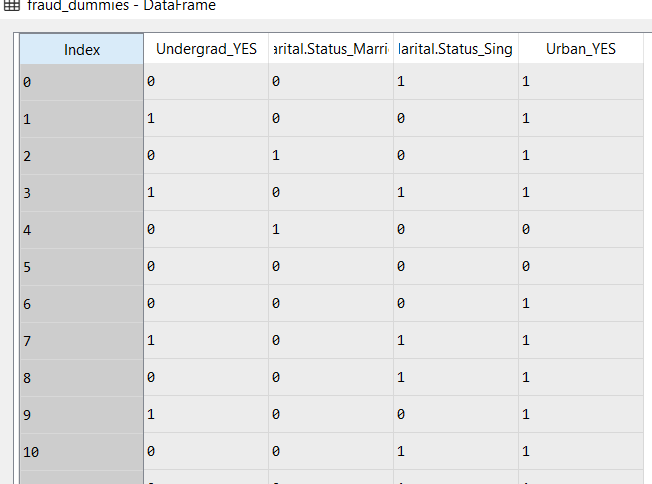 fraud_dummies - DataFrame
Index Undergrad_YES arital.Status_Marri larital.Status_Sing Urban_YES
0 0 0 1 1
1 1 0 0 1
2 0 1 0 1
3 1 0 1 1
4 0 1 0 0
5 0 0 0 0
6 0 0 0 1
7 1 0 1 1
8 0 0 1 1
9 1 0 0 1
10 0 0 1 1